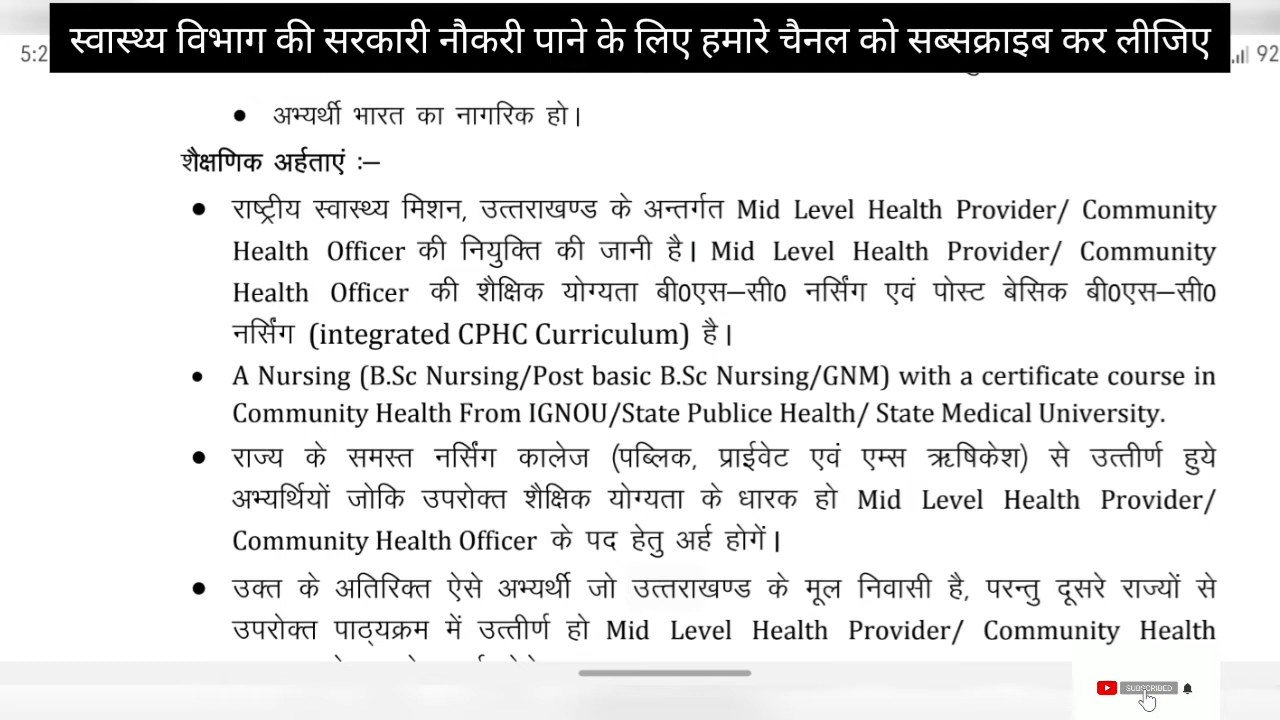 स्वास्थ्य विभाग की सरकारी नौकरी पाने के लिए हमारे चैनल को सब्सक्राइब कर लीजिए
5:2
92
● अभ्यर्थी भारत का नागरिक हो।
शैक्षणिक अर्हताएं :–
● राष्ट्रीय स्वास्थ्य मिशन, उत्तराखण्ड के अन्तर्गत Mid Level Health Provider/ Community
Health Officer की नियुक्ति की जानी है। Mid Level Health Provider/ Community
Health Officer की शैक्षिक योग्यता बी0एस–सी0 नर्सिंग एवं पोस्ट बेसिक बी0एस–सी0
नर्सिंग (integrated CPHC Curriculum) है।
● A Nursing (B.Sc Nursing/Post basic B.Sc Nursing/GNM) with a certificate course in
Community Health From IGNOU/State Publice Health/ State Medical University.
● राज्य के समस्त नर्सिंग कालेज (पब्लिक, प्राईवेट एवं एम्स ऋषिकेश) से उत्तीर्ण हुये
अभ्यर्थियों जोकि उपरोक्त शैक्षिक योग्यता के धारक हो Mid Level Health Provider/
Community Health Officer के पद हेतु अर्ह होगें।
● उक्त के अतिरिक्त ऐसे अभ्यर्थी जो उत्तराखण्ड के मूल निवासी है, परन्तु दूसरे राज्यों से
उपरोक्त पाठ्यक्रम में उत्तीर्ण हो Mid Level Health Provider/ Community Health
SUBSCRIBED